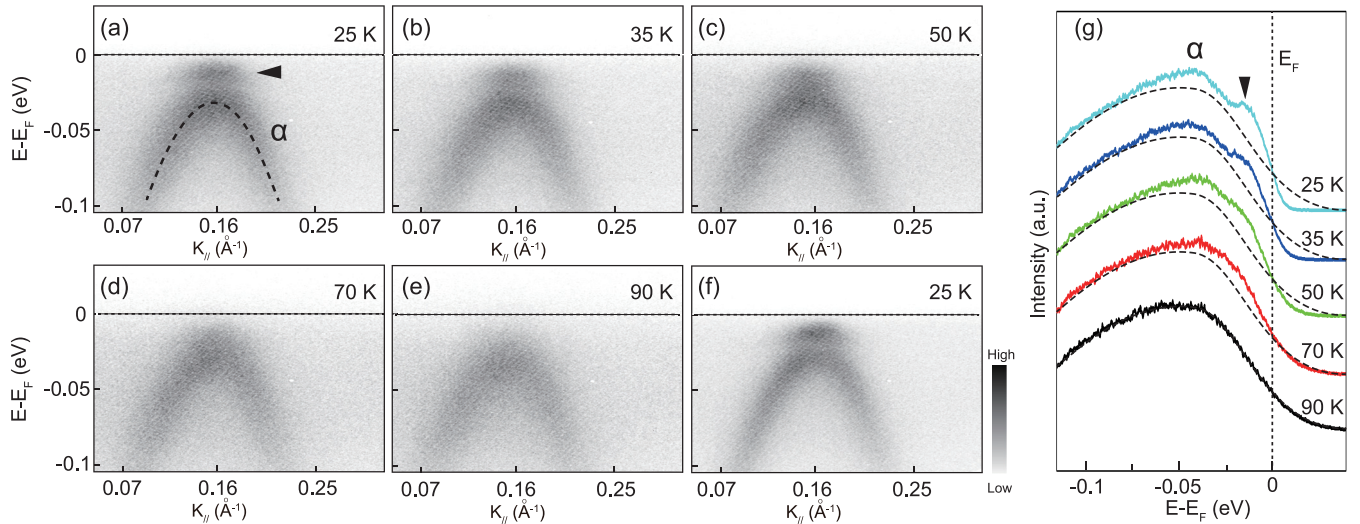 (a) 25 K
α
E-E_F (eV)
0
-0.05
-0.1
0.07 0.16 0.25
K_// (Å⁻¹)
(b) 35 K
0.07 0.16 0.25
K_// (Å⁻¹)
(c) 50 K
0.07 0.16 0.25
K_// (Å⁻¹)
(d) 70 K
E-E_F (eV)
0
-0.05
-0.1
0.07 0.16 0.25
K_// (Å⁻¹)
(e) 90 K
0.07 0.16 0.25
K_// (Å⁻¹)
(f) 25 K
0.07 0.16 0.25
K_// (Å⁻¹)
High
Low
(g)
α
E_F
Intensity (a.u.)
25 K
35 K
50 K
70 K
90 K
-0.1 -0.05 0
E-E_F (eV)